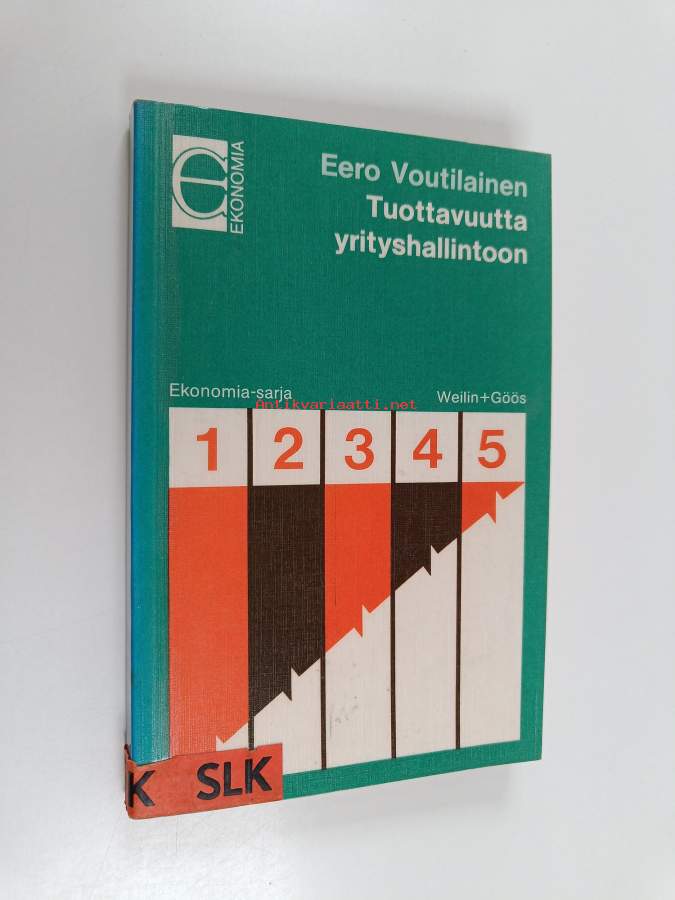 EKONOMIA
Eero Voutilainen
Tuottavuutta
yrityshallintoon
Ekonomia-sarja
Weilin+Göös
Antikvariaatti.net
1 2 3 4 5
K SLK